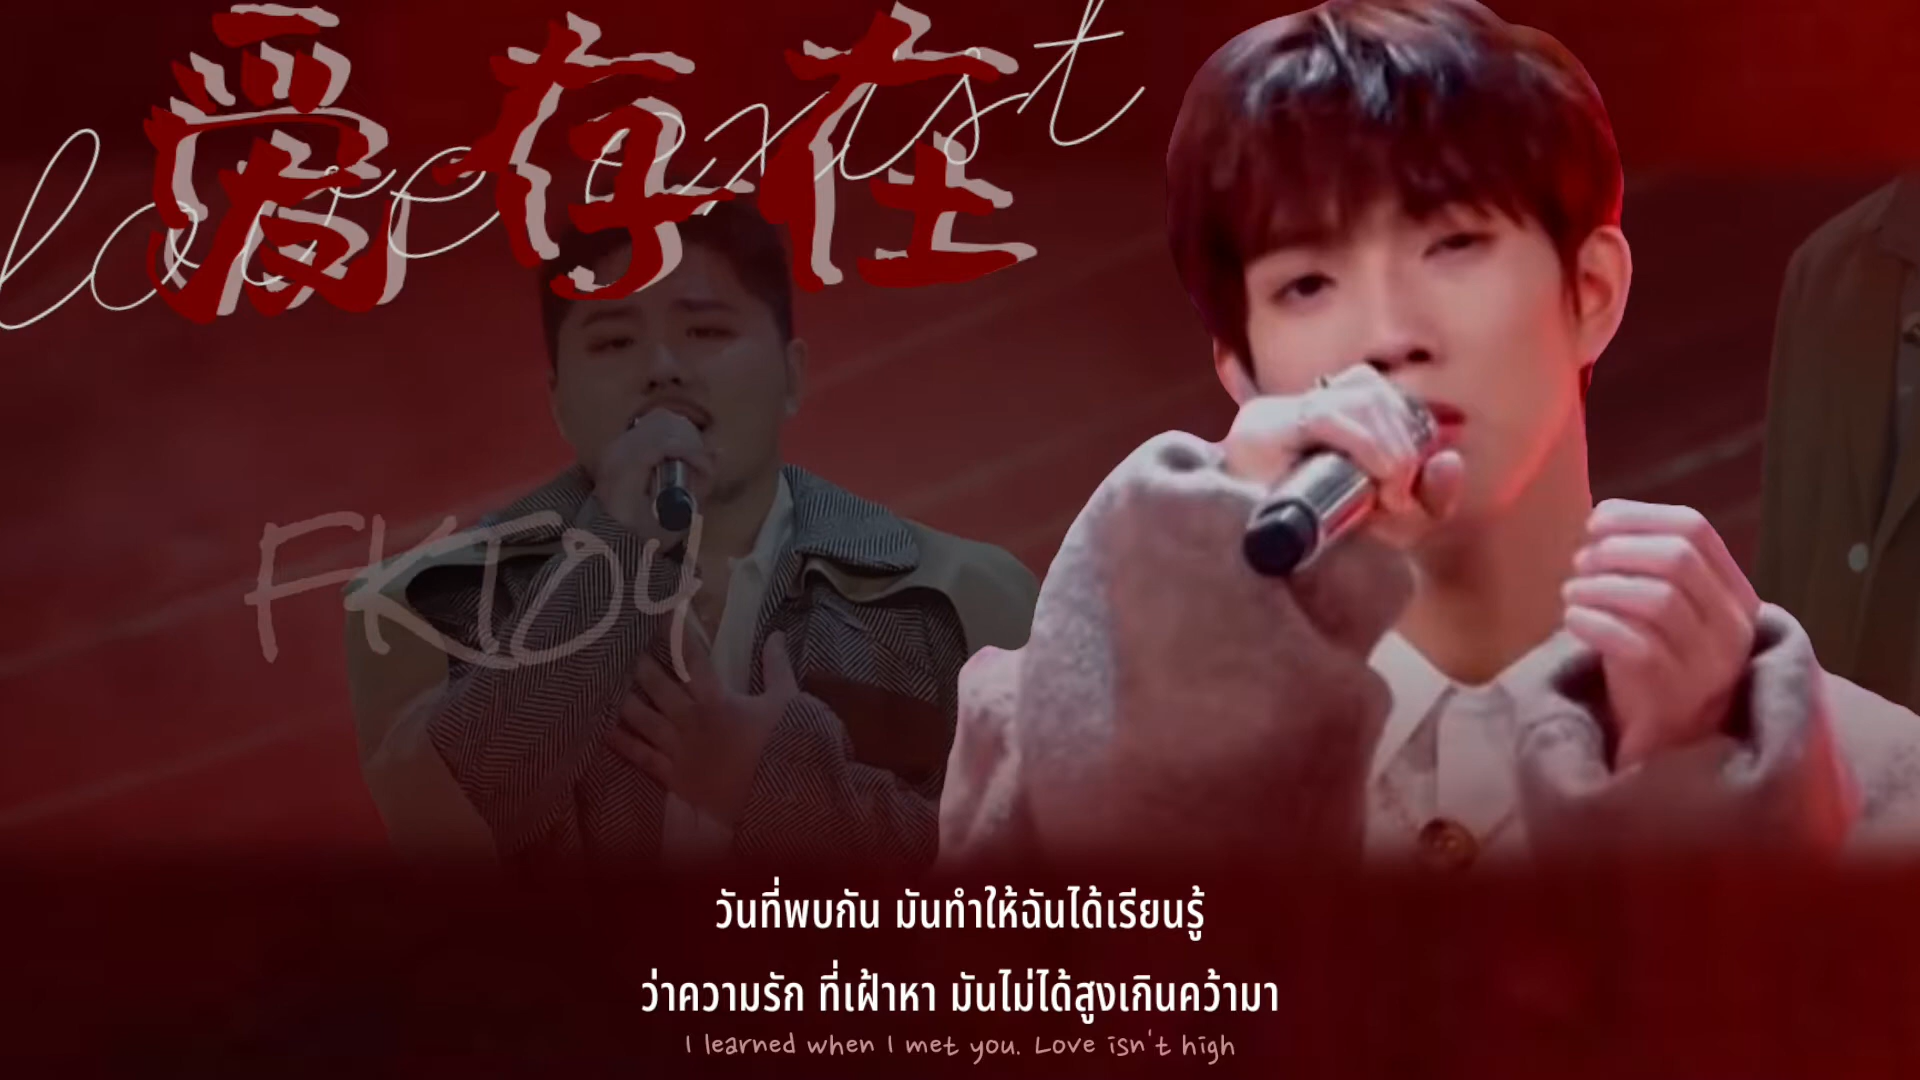 爱存在
love exist
FKT04
วันที่พบกัน มันทำให้ฉันได้เรียนรู้
ว่าความรัก ที่เฝ้าหา มันไม่ได้สูงเกินคว้ามา
I learned when I met you. Love isn't high